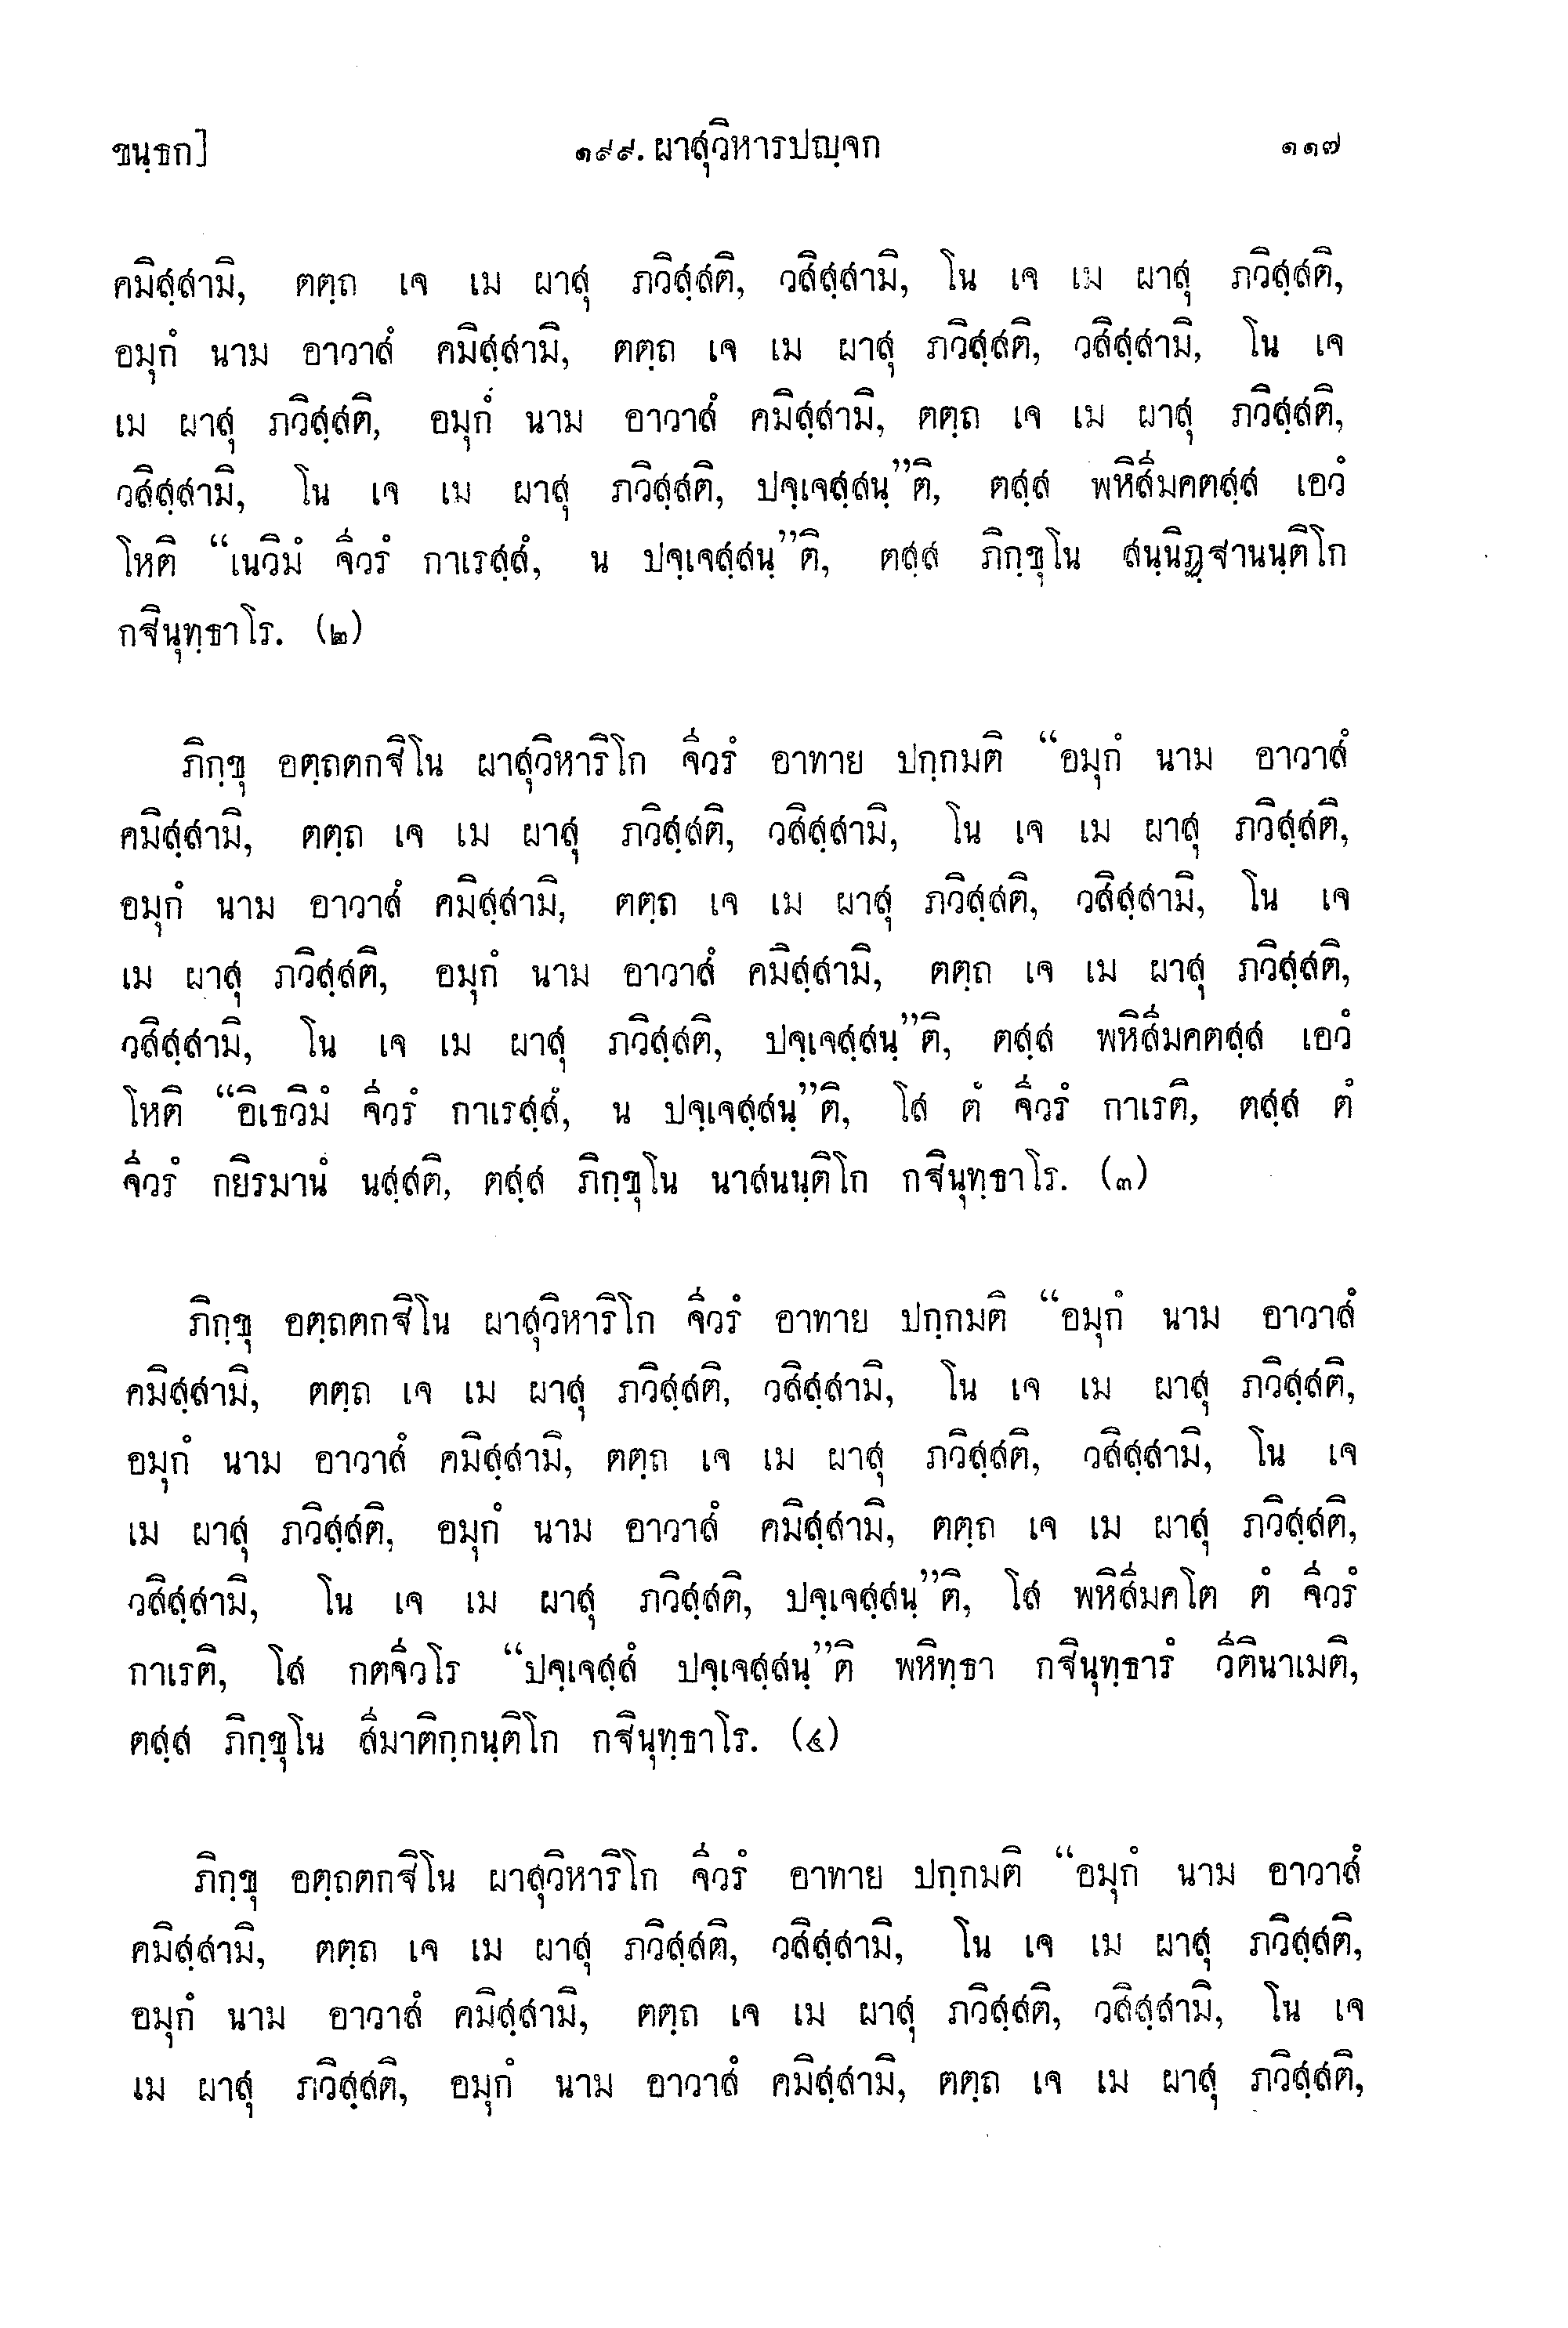 ขนฺธก]
๑๙๙. ผาสุวิหารปญฺจก
๑๑๗
คมิสฺสามิ, ตตฺถ เจ เม ผาสุ ภวิสฺสติ, วสิสฺสามิ, โน เจ เม ผาสุ ภวิสฺสติ,
อมุกํ นาม อาวาสํ คมิสฺสามิ, ตตฺถ เจ เม ผาสุ ภวิสฺสติ, วสิสฺสามิ, โน เจ
เม ผาสุ ภวิสฺสติ, อมุกํ นาม อาวาสํ คมิสฺสามิ, ตตฺถ เจ เม ผาสุ ภวิสฺสติ,
วสิสฺสามิ, โน เจ เม ผาสุ ภวิสฺสติ, ปจฺเจสฺสนฺ”ติ, ตสฺส พหิสีมคตสฺส เอวํ
โหติ “เนวิมํ จีวรํ กาเรสฺสํ, น ปจฺเจสฺสนฺ”ติ, ตสฺส ภิกฺขุโน สนฺนิฏฺฐานนฺติโก
กฐินุทฺธาโร. (๒)
ภิกฺขุ อตฺถตกฐิโน ผาสุวิหาริโก จีวรํ อาทาย ปกฺกมติ “อมุกํ นาม อาวาสํ
คมิสฺสามิ, ตตฺถ เจ เม ผาสุ ภวิสฺสติ, วสิสฺสามิ, โน เจ เม ผาสุ ภวิสฺสติ,
อมุกํ นาม อาวาสํ คมิสฺสามิ, ตตฺถ เจ เม ผาสุ ภวิสฺสติ, วสิสฺสามิ, โน เจ
เม ผาสุ ภวิสฺสติ, อมุกํ นาม อาวาสํ คมิสฺสามิ, ตตฺถ เจ เม ผาสุ ภวิสฺสติ,
วสิสฺสามิ, โน เจ เม ผาสุ ภวิสฺสติ, ปจฺเจสฺสนฺ”ติ, ตสฺส พหิสีมคตสฺส เอวํ
โหติ “อิเธวิมํ จีวรํ กาเรสฺสํ, น ปจฺเจสฺสนฺ”ติ, โส ตํ จีวรํ กาเรติ, ตสฺส ตํ
จีวรํ กยิรมานํ นสฺสติ, ตสฺส ภิกฺขุโน นาสนนฺติโก กฐินุทฺธาโร. (๓)
ภิกฺขุ อตฺถตกฐิโน ผาสุวิหาริโก จีวรํ อาทาย ปกฺกมติ “อมุกํ นาม อาวาสํ
คมิสฺสามิ, ตตฺถ เจ เม ผาสุ ภวิสฺสติ, วสิสฺสามิ, โน เจ เม ผาสุ ภวิสฺสติ,
อมุกํ นาม อาวาสํ คมิสฺสามิ, ตตฺถ เจ เม ผาสุ ภวิสฺสติ, วสิสฺสามิ, โน เจ
เม ผาสุ ภวิสฺสติ, อมุกํ นาม อาวาสํ คมิสฺสามิ, ตตฺถ เจ เม ผาสุ ภวิสฺสติ,
วสิสฺสามิ, โน เจ เม ผาสุ ภวิสฺสติ, ปจฺเจสฺสนฺ”ติ, โส พหิสีมคโต ตํ จีวรํ
กาเรติ, โส กตจีวโร “ปจฺเจสฺสํ ปจฺเจสฺสนฺ”ติ พหิทฺธา กฐินุทฺธารํ วีตินาเมติ,
ตสฺส ภิกฺขุโน สีมาติกฺกนฺติโก กฐินุทฺธาโร. (๔)
ภิกฺขุ อตฺถตกฐิโน ผาสุวิหาริโก จีวรํ อาทาย ปกฺกมติ “อมุกํ นาม อาวาสํ
คมิสฺสามิ, ตตฺถ เจ เม ผาสุ ภวิสฺสติ, วสิสฺสามิ, โน เจ เม ผาสุ ภวิสฺสติ,
อมุกํ นาม อาวาสํ คมิสฺสามิ, ตตฺถ เจ เม ผาสุ ภวิสฺสติ, วสิสฺสามิ, โน เจ
เม ผาสุ ภวิสฺสติ, อมุกํ นาม อาวาสํ คมิสฺสามิ, ตตฺถ เจ เม ผาสุ ภวิสฺสติ,